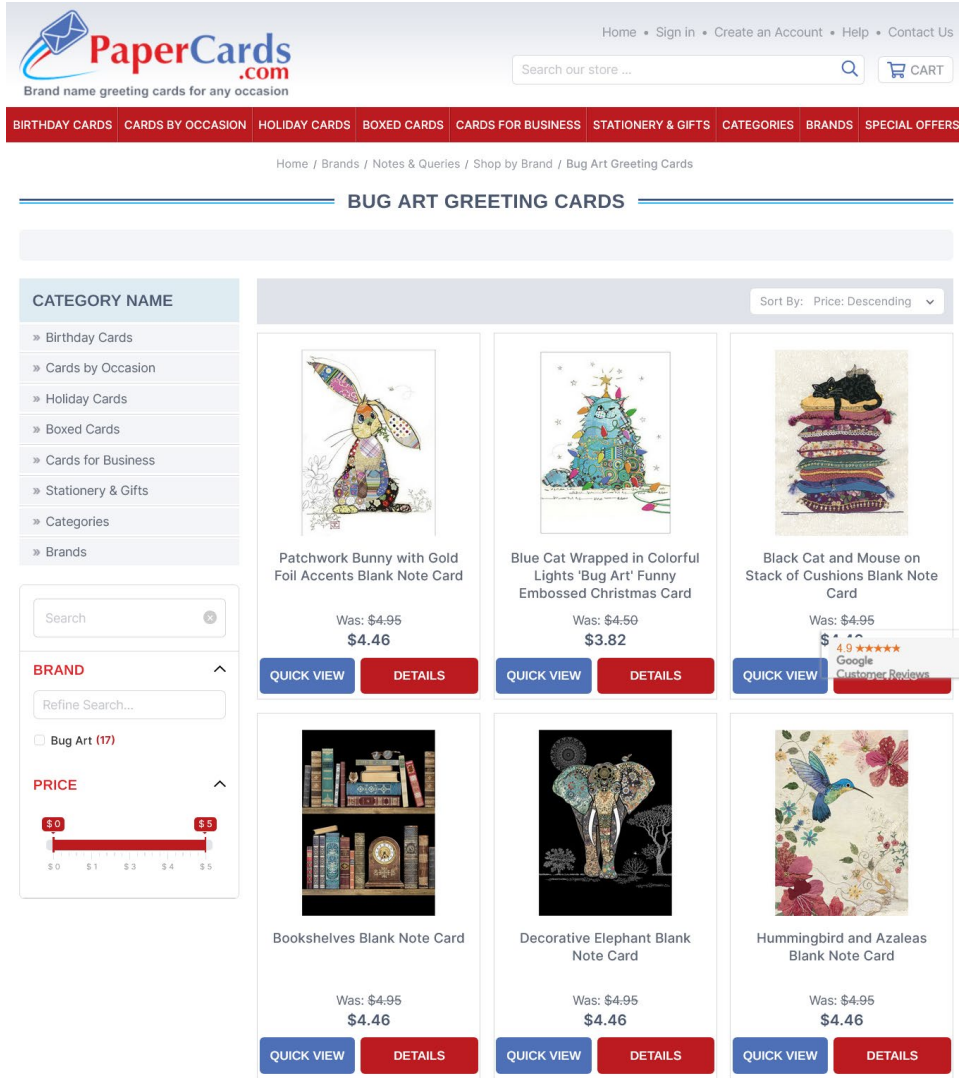 PaperCards
.com
Brand name greeting cards for any occasion
Home • Sign in • Create an Account • Help • Contact Us
Search our store ...
CART
BIRTHDAY CARDS CARDS BY OCCASION HOLIDAY CARDS BOXED CARDS CARDS FOR BUSINESS STATIONERY & GIFTS CATEGORIES BRANDS SPECIAL OFFERS
Home / Brands / Notes & Queries / Shop by Brand / Bug Art Greeting Cards
BUG ART GREETING CARDS
CATEGORY NAME
» Birthday Cards
» Cards by Occasion
» Holiday Cards
» Boxed Cards
» Cards for Business
» Stationery & Gifts
» Categories
» Brands
Search
BRAND
Refine Search...
Bug Art (17)
PRICE
$0 $5
$0 $1 $3 $4 $5
Sort By: Price: Descending
Patchwork Bunny with Gold
Foil Accents Blank Note Card
Was: $4.95
$4.46
QUICK VIEW DETAILS
Blue Cat Wrapped in Colorful
Lights 'Bug Art' Funny
Embossed Christmas Card
Was: $4.50
$3.82
QUICK VIEW DETAILS
Black Cat and Mouse on
Stack of Cushions Blank Note
Card
Was: $4.95
QUICK VIEW
4.9 ★★★★★
Google
Customer Reviews
Bookshelves Blank Note Card
Was: $4.95
$4.46
QUICK VIEW DETAILS
Decorative Elephant Blank
Note Card
Was: $4.95
$4.46
QUICK VIEW DETAILS
Hummingbird and Azaleas
Blank Note Card
Was: $4.95
$4.46
QUICK VIEW DETAILS